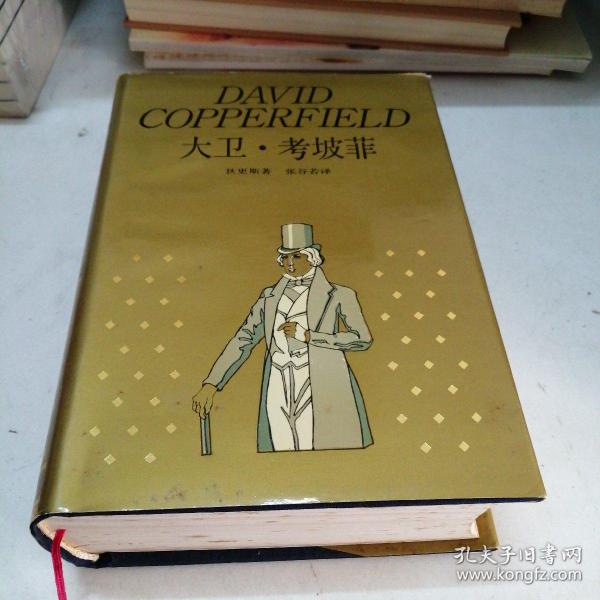 DAVID
COPPERFIELD
大卫·考坡菲
狄更斯著 张谷若译
孔夫子旧书网
www.kongfz.com